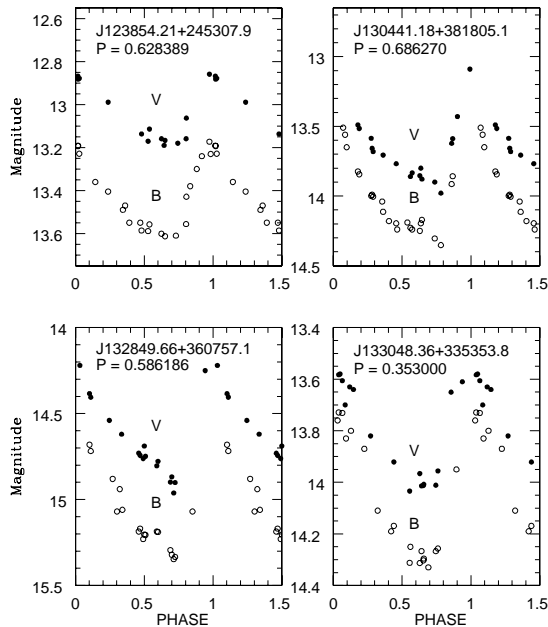 J123854.21+245307.9
P = 0.628389
V
B
12.6
12.8
13
13.2
13.4
13.6
0
0.5
1
1.5
Magnitude
J130441.18+381805.1
P = 0.686270
V
B
13
13.5
14
14.5
0
0.5
1
1.5
J132849.66+360757.1
P = 0.586186
V
B
14
14.5
15
15.5
0
0.5
1
1.5
Magnitude
PHASE
J133048.36+335353.8
P = 0.353000
V
B
13.4
13.6
13.8
14
14.2
14.4
0
0.5
1
1.5
PHASE